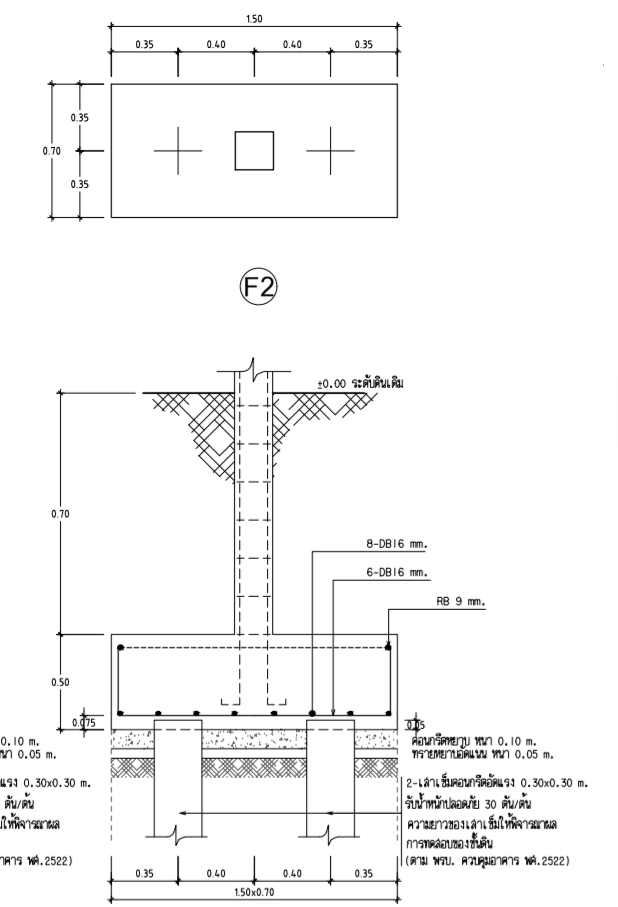 1.50
0.35 0.40 0.40 0.35
0.35
0.70
0.35
F2
±0.00 ระดับดินเดิม
0.70
8-DB16 mm.
6-DB16 mm.
RB 9 mm.
0.50
0.075
0.05
0.10 m.
หนา 0.05 m.
คอนกรีตหยาบ หนา 0.10 m.
ทรายหยาบอัดแน่น หนา 0.05 m.
แรง 0.30x0.30 m.
ตัน/ต้น
ให้พิจารณาผล
อาคาร พศ.2522)
2-เสาเข็มคอนกรีตอัดแรง 0.30x0.30 m.
รับน้ำหนักปลอดภัย 30 ตัน/ต้น
ความยาวของเสาเข็มให้พิจารณาผล
การทดสอบของชั้นดิน
(ตาม พรบ. ควบคุมอาคาร พศ.2522)
0.35 0.40 0.40 0.35
1.50x0.70